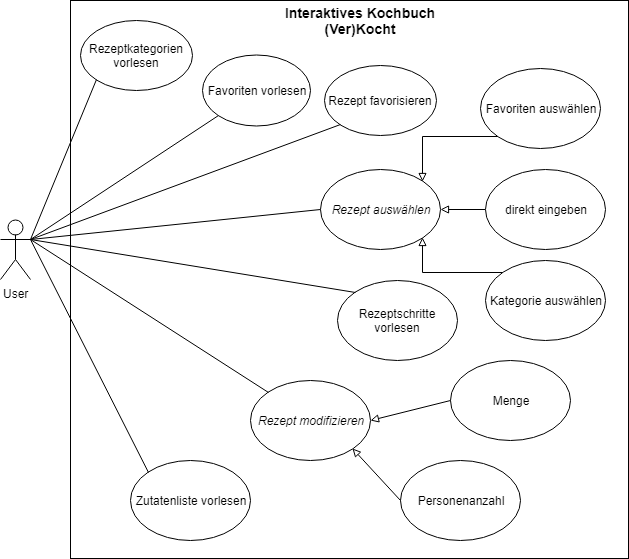 Interaktives Kochbuch
(Ver)Kocht
Rezeptkategorien
vorlesen
Favoriten vorlesen
Rezept favorisieren
Favoriten auswählen
Rezept auswählen
direkt eingeben
Kategorie auswählen
User
Rezeptschritte
vorlesen
Rezept modifizieren
Menge
Zutatenliste vorlesen
Personenanzahl